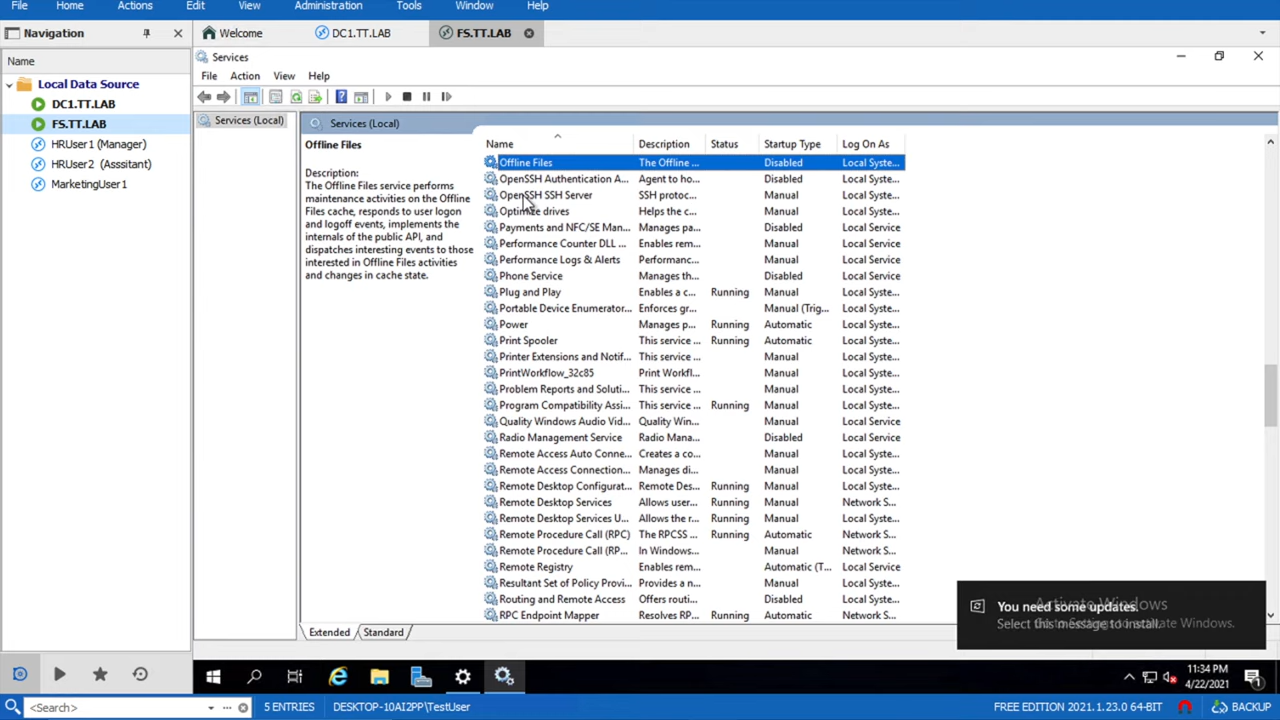 File Home Actions Edit View Administration Tools Window Help
Navigation
Welcome DC1.TT.LAB FS.TT.LAB
Name
Local Data Source
DC1.TT.LAB
FS.TT.LAB
HRUser1 (Manager)
HRUser2 (Asssitant)
MarketingUser1
Services
File Action View Help
Services (Local)
Services (Local)
Offline Files
Description:
The Offline Files service performs
maintenance activities on the Offline
Files cache, responds to user logon
and logoff events, implements the
internals of the public API, and
dispatches interesting events to those
interested in Offline Files activities
and changes in cache state.
Name Description Status Startup Type Log On As
Offline Files The Offline ... Disabled Local Syste...
OpenSSH Authentication A... Agent to ho... Disabled Local Syste...
OpenSSH SSH Server SSH protoc... Manual Local Syste...
Optimize drives Helps the c... Manual Local Syste...
Payments and NFC/SE Man... Manages pa... Disabled Local Service
Performance Counter DLL ... Enables rem... Manual Local Service
Performance Logs & Alerts Performanc... Manual Local Service
Phone Service Manages th... Disabled Local Service
Plug and Play Enables a c... Running Manual Local Syste...
Portable Device Enumerator... Enforces gr... Manual (Trig... Local Syste...
Power Manages p... Running Automatic Local Syste...
Print Spooler This service ... Running Automatic Local Syste...
Printer Extensions and Notif... This service ... Manual Local Syste...
PrintWorkflow_32c85 Print Workfl... Manual Local Syste...
Problem Reports and Soluti... This service ... Manual Local Syste...
Program Compatibility Assi... This service ... Running Manual Local Syste...
Quality Windows Audio Vid... Quality Win... Manual Local Service
Radio Management Service Radio Mana... Disabled Local Service
Remote Access Auto Conne... Creates a co... Manual Local Syste...
Remote Access Connection... Manages di... Manual Local Syste...
Remote Desktop Configurat... Remote Des... Running Manual Local Syste...
Remote Desktop Services Allows user... Running Manual Network S...
Remote Desktop Services U... Allows the r... Running Manual Local Syste...
Remote Procedure Call (RPC) The RPCSS ... Running Automatic Network S...
Remote Procedure Call (RP... In Windows... Manual Network S...
Remote Registry Enables rem... Automatic (T... Local Service
Resultant Set of Policy Provi... Provides a n... Manual Local Syste...
Routing and Remote Access Offers routi... Disabled Local Syste...
RPC Endpoint Mapper Resolves RP... Running Automatic Network S...
Extended Standard
Activate Windows
You need some updates.
Select this message to install.
Go to Settings to activate Windows.
11:34 PM
4/22/2021
1
<Search> 5 ENTRIES DESKTOP-10AI2PP\TestUser FREE EDITION 2021.1.23.0 64-BIT BACKUP